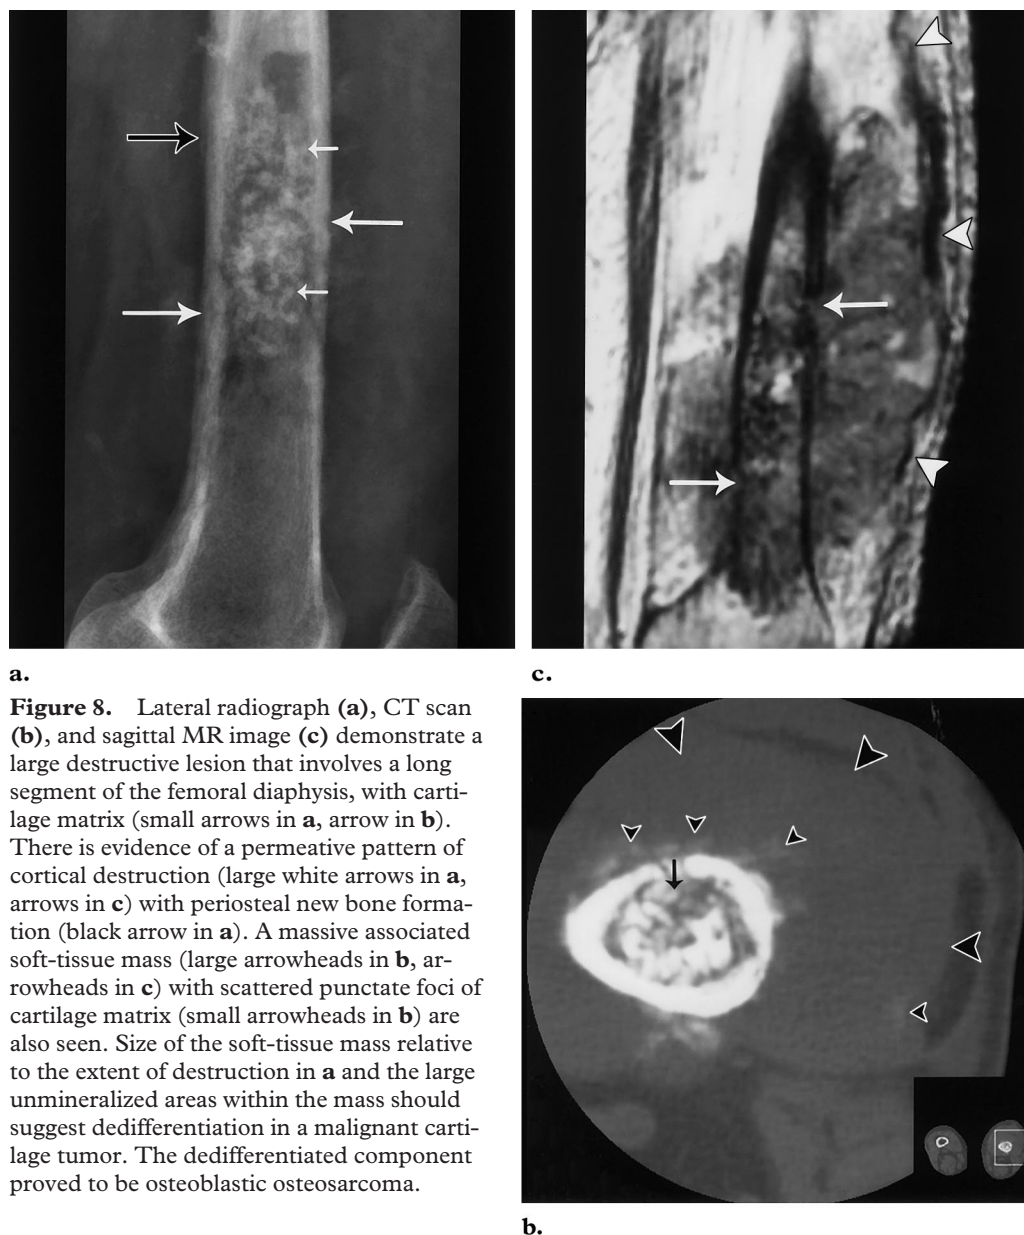 a.
c.
Figure 8. Lateral radiograph (a), CT scan
(b), and sagittal MR image (c) demonstrate a
large destructive lesion that involves a long
segment of the femoral diaphysis, with carti-
lage matrix (small arrows in a, arrow in b).
There is evidence of a permeative pattern of
cortical destruction (large white arrows in a,
arrows in c) with periosteal new bone forma-
tion (black arrow in a). A massive associated
soft-tissue mass (large arrowheads in b, ar-
rowheads in c) with scattered punctate foci of
cartilage matrix (small arrowheads in b) are
also seen. Size of the soft-tissue mass relative
to the extent of destruction in a and the large
unmineralized areas within the mass should
suggest dedifferentiation in a malignant carti-
lage tumor. The dedifferentiated component
proved to be osteoblastic osteosarcoma.
b.